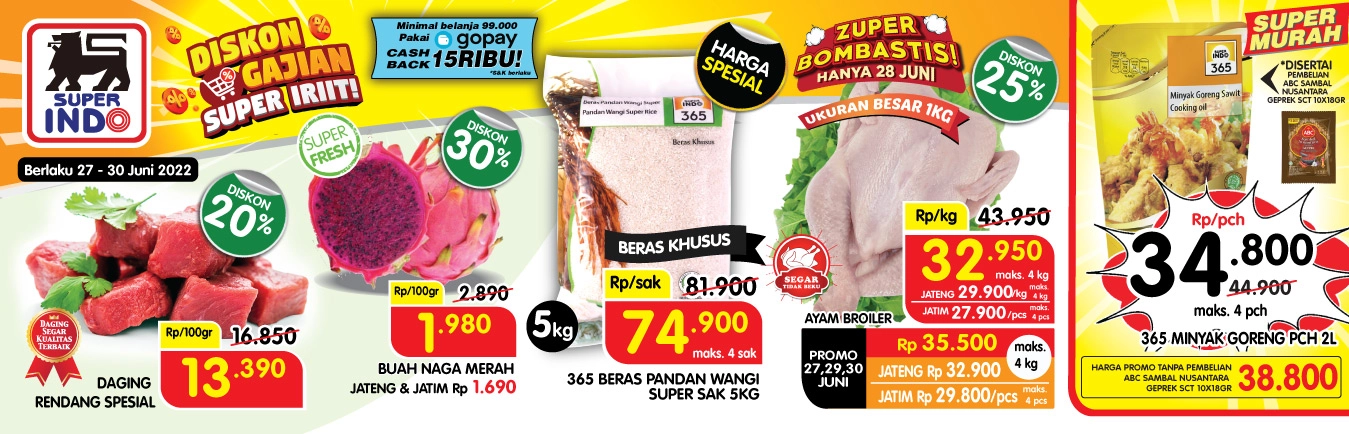 SUPER
INDO
DISKON
GAJIAN
SUPER IRIIT!
Minimal belanja 99.000
Pakai gopay
CASH BACK 15RIBU!
*S&K berlaku
Berlaku 27 - 30 Juni 2022
DISKON
20%
DAGING
SEGAR
KUALITAS
TERBAIK
Rp/100gr
16.850
13.390
DAGING
RENDANG SPESIAL
SUPER
FRESH
DISKON
30%
Rp/100gr
2.890
1.980
BUAH NAGA MERAH
JATENG & JATIM Rp 1.690
HARGA
SPESIAL
Beras Pandan Wangi Super
Pandan Wangi Super Rice
365
Beras Khusus
BERAS KHUSUS
5kg
Rp/sak
81.900
74.900
maks. 4 sak
365 BERAS PANDAN WANGI
SUPER SAK 5KG
ZUPER
BOMBASTIS!
HANYA 28 JUNI
UKURAN BESAR 1KG
DISKON
25%
SEGAR
TIDAK BEKU
AYAM BROILER
Rp/kg
43.950
32.950
maks. 4 kg
JATENG 29.900/kg maks. 4 kg
JATIM 27.900/pcs maks. 4 pcs
PROMO
27,29,30
JUNI
Rp 35.500
JATENG Rp 32.900
maks.
4 kg
JATIM Rp 29.800/pcs maks. 4 pcs
SUPER
MURAH
SUPER
INDO
365
Minyak Goreng Sawit
Cooking oil
*DISERTAI
PEMBELIAN
ABC SAMBAL
NUSANTARA
GEPREK SCT 10X18GR
ABC
Rp/pch
34.800
44.900
maks. 4 pch
365 MINYAK GORENG PCH 2L
HARGA PROMO TANPA PEMBELIAN
ABC SAMBAL NUSANTARA
GEPREK SCT 10X18GR
38.800